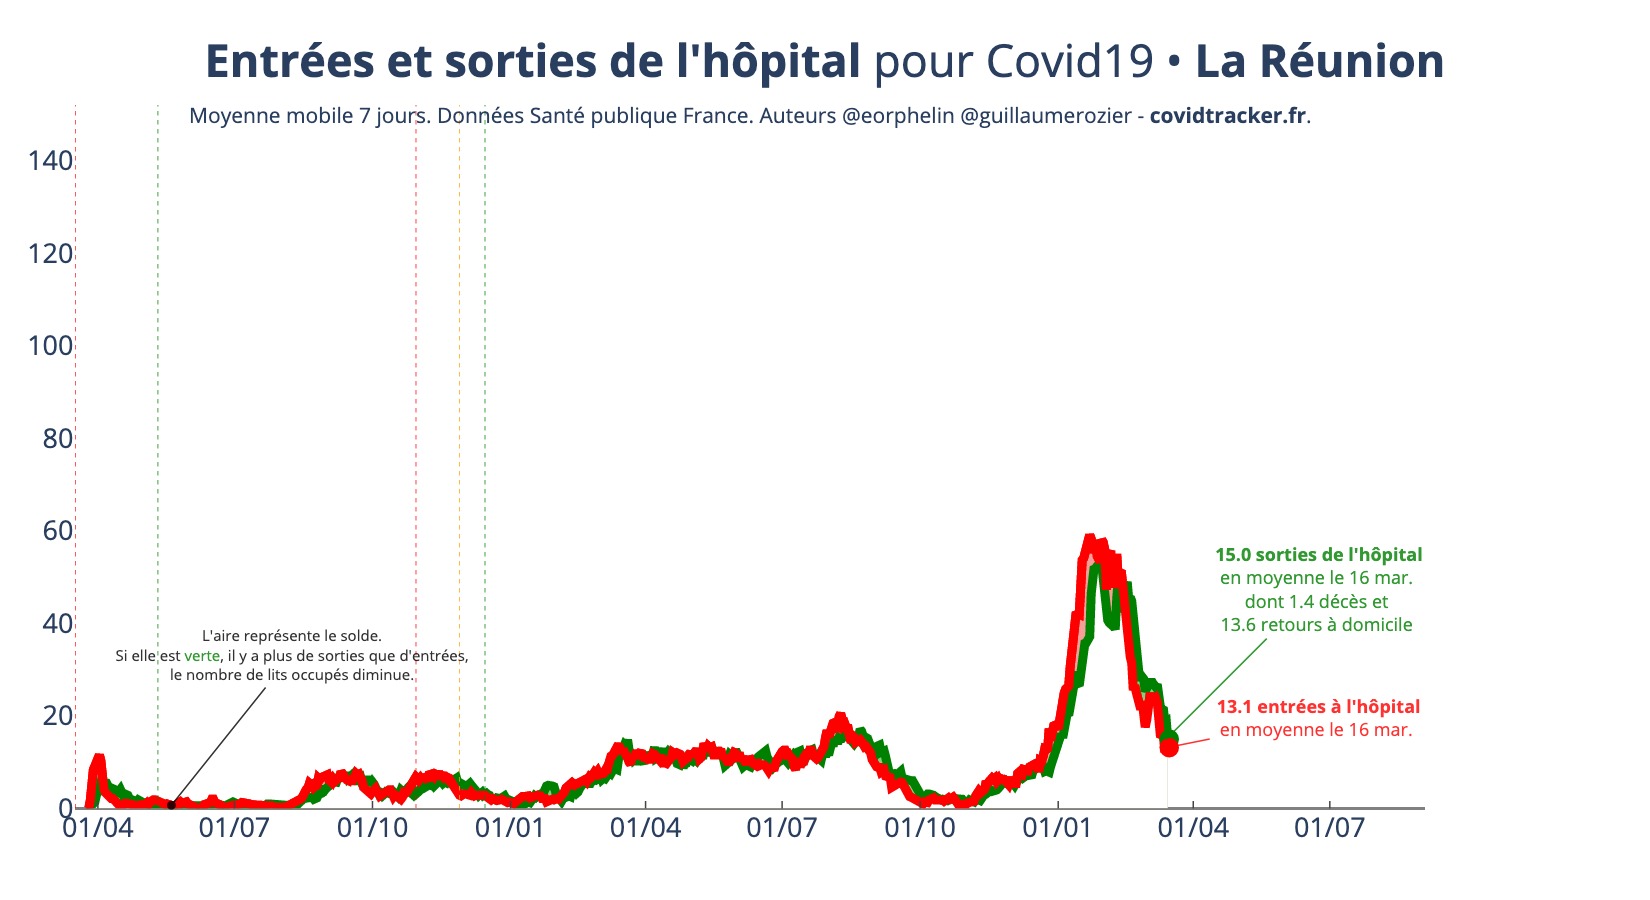 Entrées et sorties de l'hôpital pour Covid19 • La Réunion
Moyenne mobile 7 jours. Données Santé publique France. Auteurs @eorphelin @guillaumerozier - covidtracker.fr.
140
120
100
80
60
40
20
0
15.0 sorties de l'hôpital
en moyenne le 16 mar.
dont 1.4 décès et
13.6 retours à domicile
L'aire représente le solde.
Si elle est verte, il y a plus de sorties que d'entrées,
le nombre de lits occupés diminue.
13.1 entrées à l'hôpital
en moyenne le 16 mar.
01/04 01/07 01/10 01/01 01/04 01/07 01/10 01/01 01/04 01/07